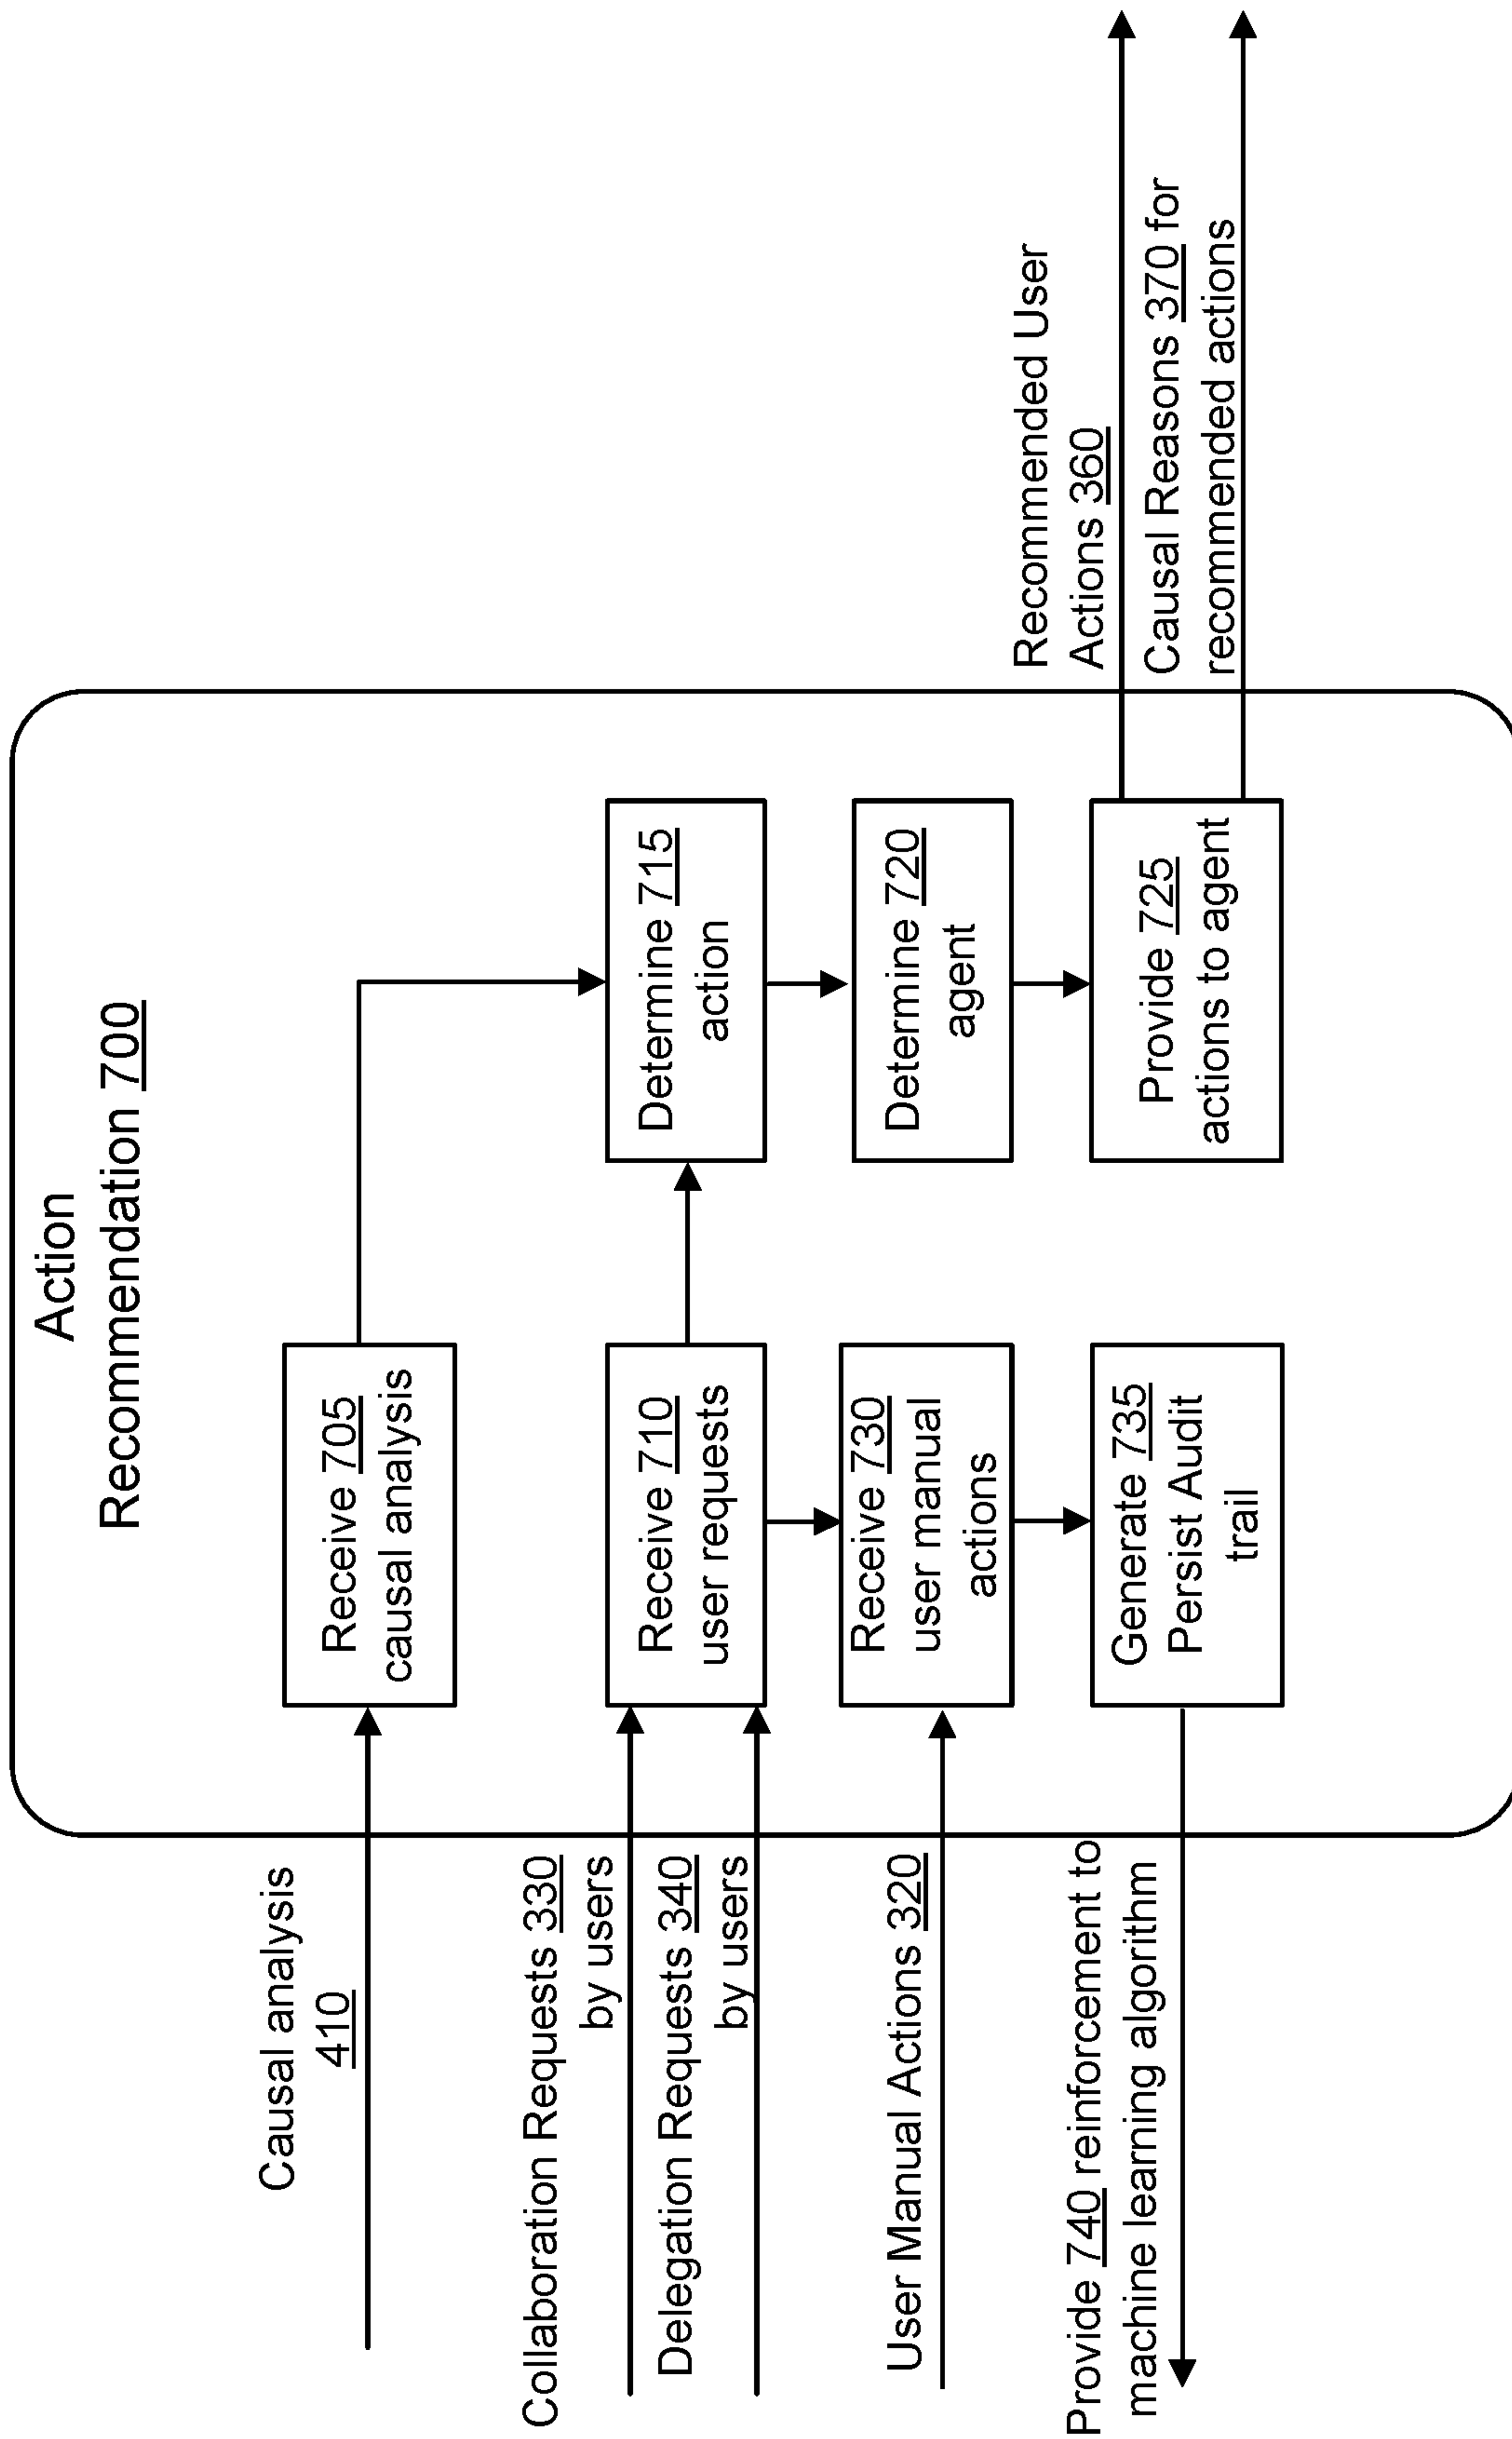 Action
Recommendation 700
Causal analysis
410
Receive 705
causal analysis
Collaboration Requests 330
by users
Delegation Requests 340
by users
Receive 710
user requests
Determine 715
action
User Manual Actions 320
Receive 730
user manual
actions
Determine 720
agent
Provide 740 reinforcement to
machine learning algorithm
Generate 735
Persist Audit
trail
Provide 725
actions to agent
Recommended User
Actions 360
Causal Reasons 370 for
recommended actions